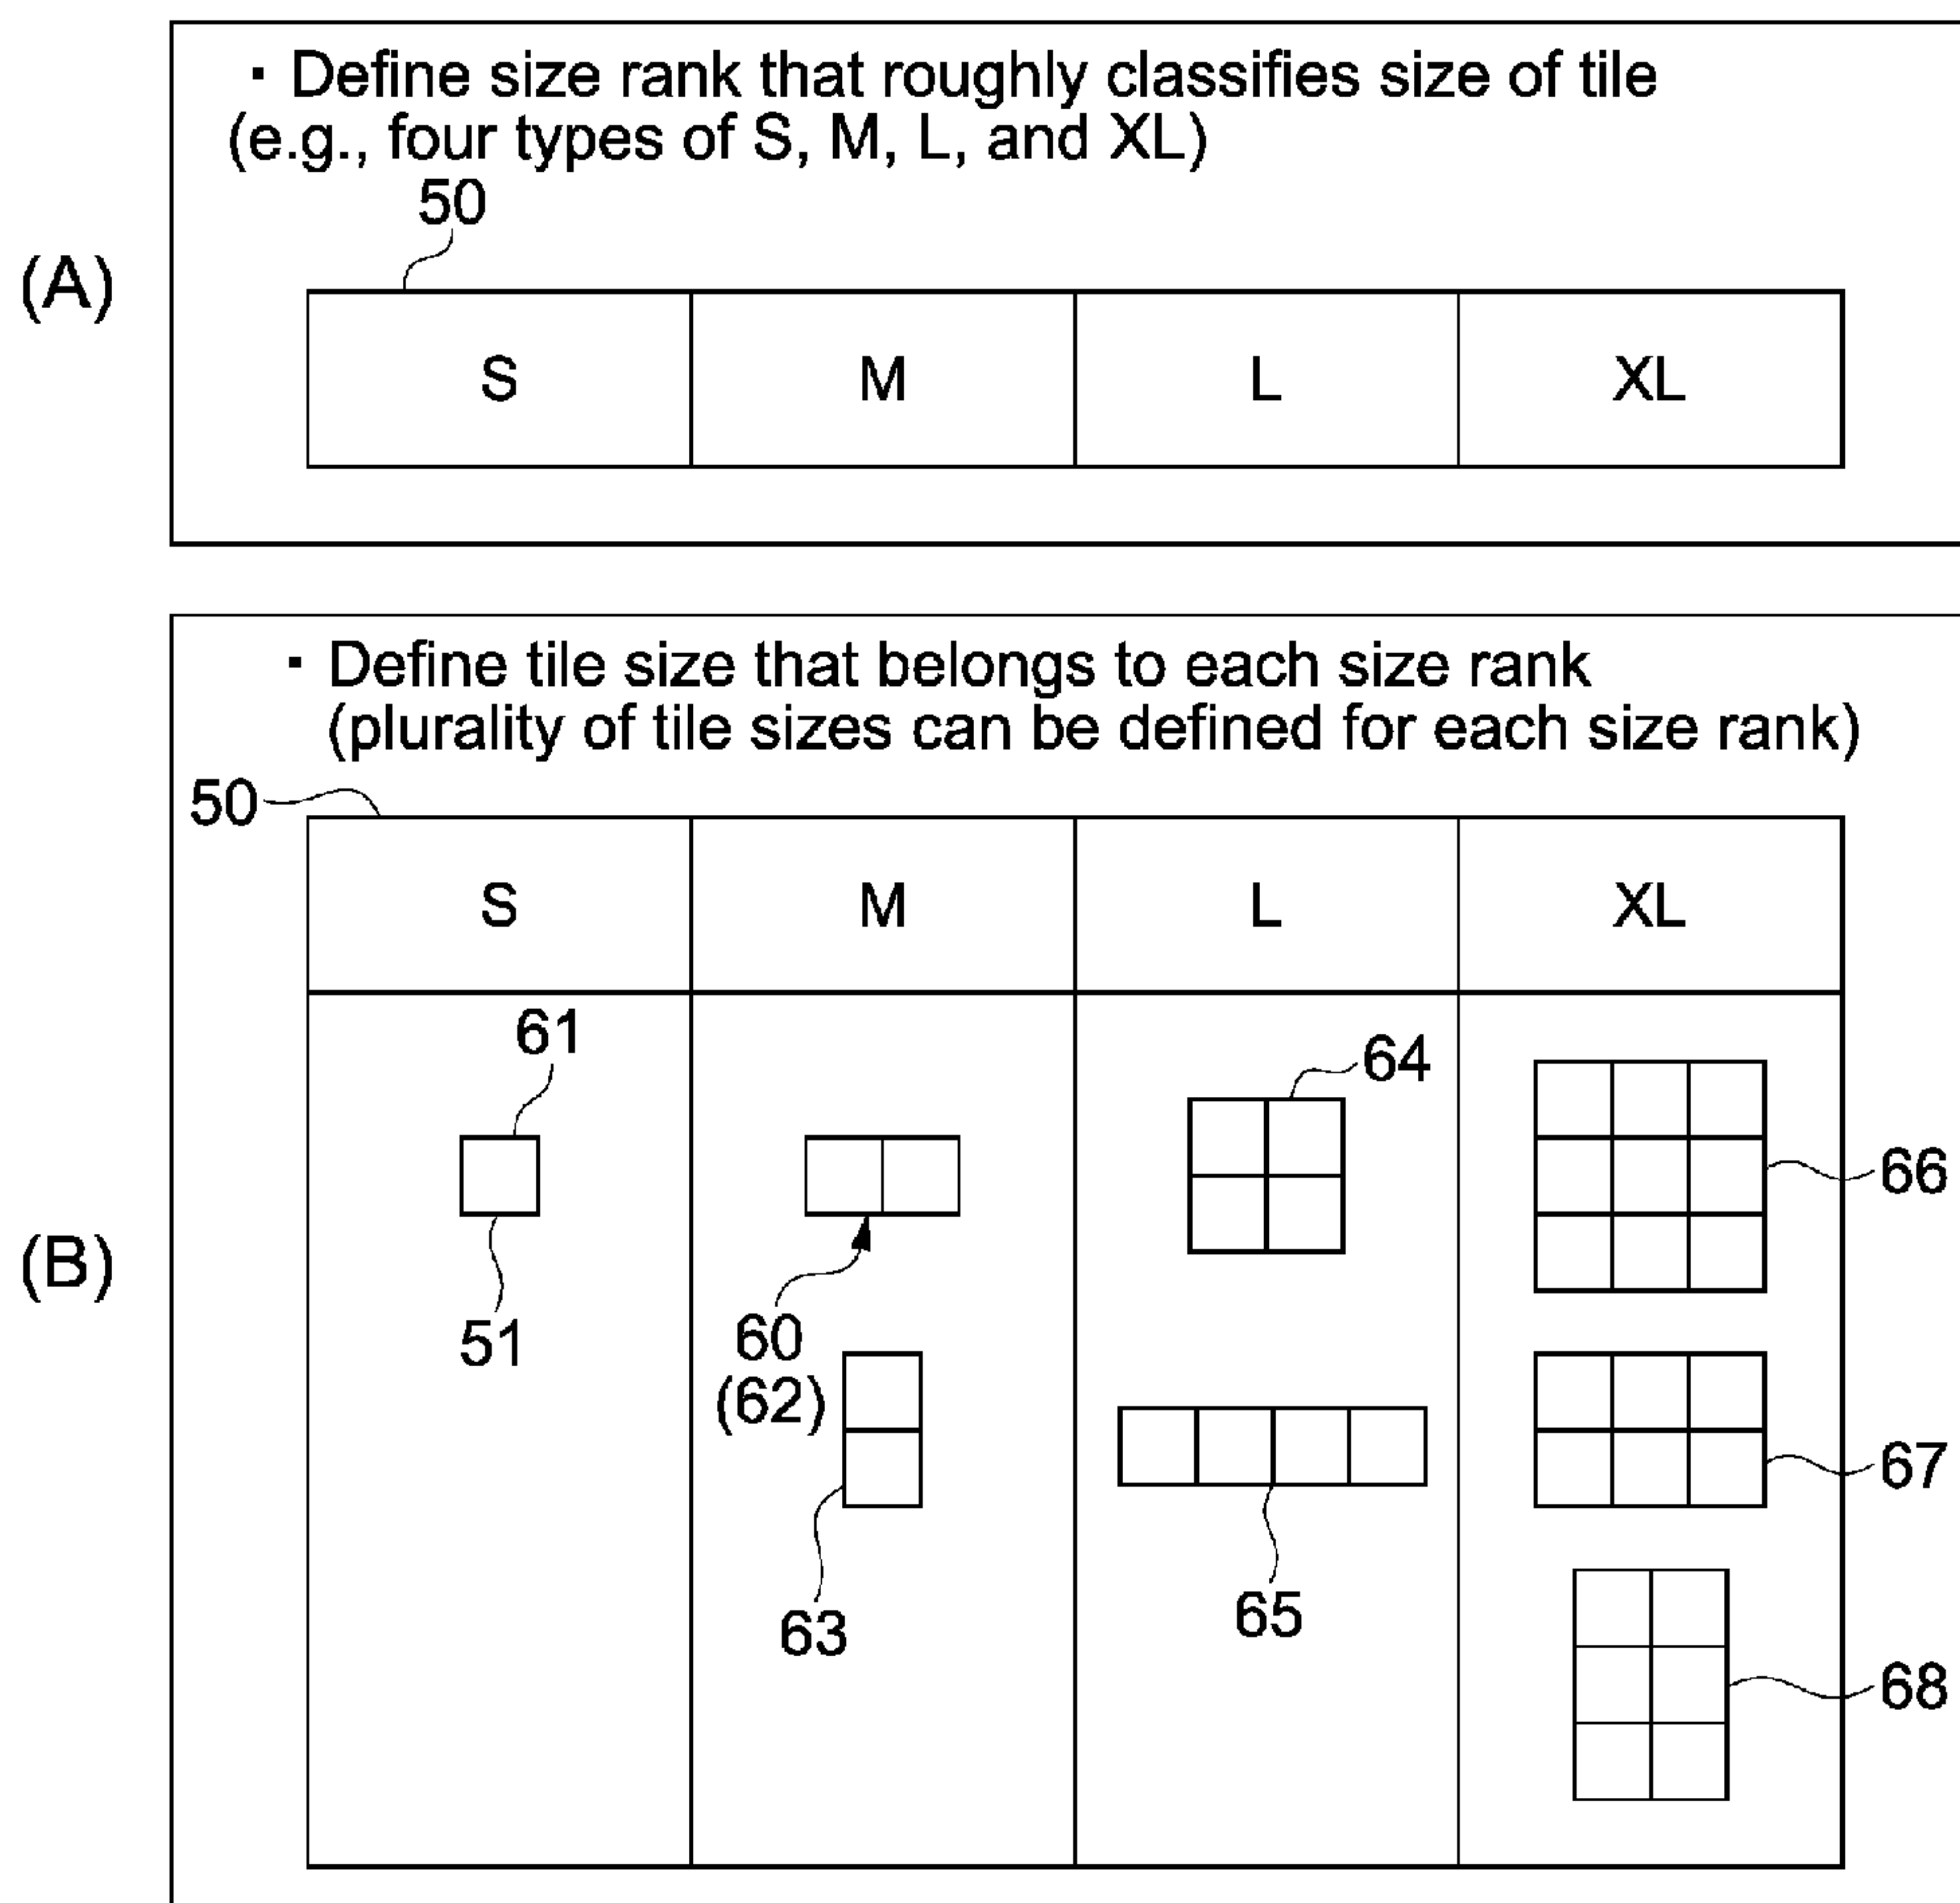 · Define size rank that roughly classifies size of tile
(e.g., four types of S, M, L, and XL)
50
(A)
S M L XL
· Define tile size that belongs to each size rank
(plurality of tile sizes can be defined for each size rank)
50
S M L XL
61
64
66
(B)
51
60
(62)
67
63
65
68